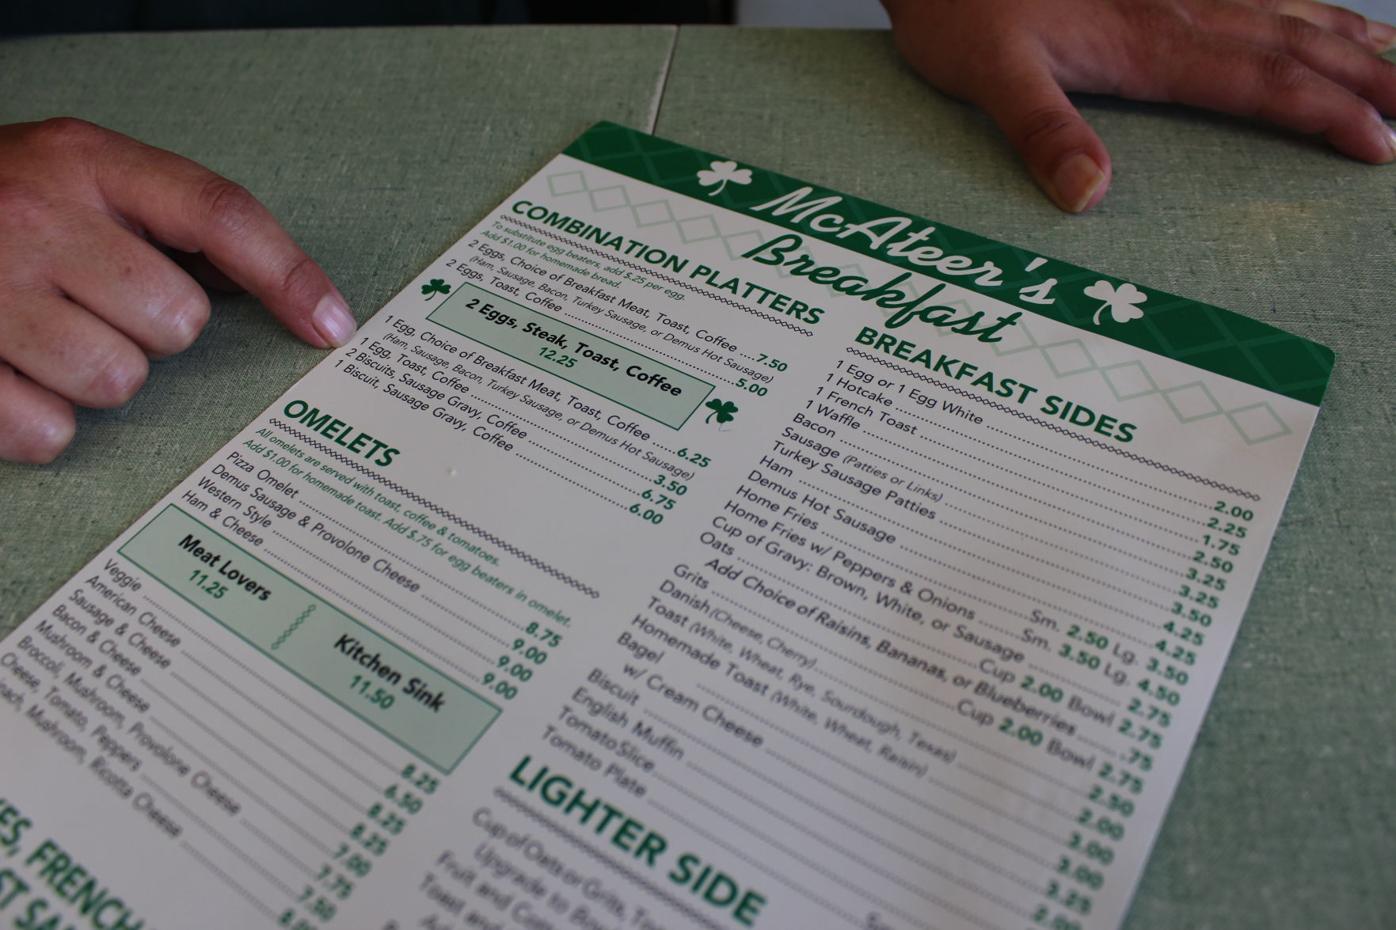 McAteer's
Breakfast
COMBINATION PLATTERS
To substitute egg beaters, add $.25 per egg.
Add $1.00 for homemade bread.
2 Eggs, Choice of Breakfast Meat, Toast, Coffee ....7.50
(Ham, Sausage, Bacon, Turkey Sausage, or Demus Hot Sausage)
2 Eggs, Toast, Coffee ........ 5.00
2 Eggs, Steak, Toast, Coffee
12.25
1 Egg, Choice of Breakfast Meat, Toast, Coffee ....6.25
(Ham, Sausage, Bacon, Turkey Sausage, or Demus Hot Sausage)
1 Egg, Toast, Coffee ........ 3.50
2 Biscuits, Sausage Gravy, Coffee ........ 6.75
1 Biscuit, Sausage Gravy, Coffee ........ 6.00
OMELETS
All omelets are served with toast, coffee & tomatoes.
Add $1.00 for homemade toast. Add $.75 for egg beaters in omelet.
Pizza Omelet ........ 8.75
Demus Sausage & Provolone Cheese ........ 9.00
Western Style ........ 9.00
Ham & Cheese ........ 9.00
Meat Lovers
11.25
Kitchen Sink
11.50
Veggie ........ 8.25
American Cheese ........ 6.50
Sausage & Cheese ........ 8.25
Bacon & Cheese ........ 8.25
Mushroom & Cheese ........ 7.00
Broccoli, Mushroom, Provolone Cheese ........ 7.75
Cheese, Tomato, Peppers ........ 7.50
Mushroom, Ricotta Cheese
FRENCH
BREAKFAST SIDES
1 Egg or 1 Egg White ........ 2.00
1 Hotcake ........ 2.25
1 French Toast ........ 1.75
1 Waffle ........ 2.50
Bacon ........ 3.25
Sausage (Patties or Links) ........ 3.25
Turkey Sausage Patties ........ 3.50
Ham ........ 4.25
Demus Hot Sausage ........ 4.25
Home Fries ........ Sm. 2.50 Lg. 3.50
Home Fries w/ Peppers & Onions ........ Sm. 3.50 Lg. 4.50
Cup of Gravy: Brown, White, or Sausage ........ 2.75
Oats ........ Cup 2.00 Bowl 2.75
Add Choice of Raisins, Bananas, or Blueberries ........ .75
Grits ........ Cup 2.00 Bowl 2.75
Danish (Cheese, Cherry) ........ 2.50
Toast (White, Wheat, Rye, Sourdough, Texas) ........ 2.00
Homemade Toast (White, Wheat, Raisin) ........ 3.00
Bagel
w/ Cream Cheese
Biscuit
English Muffin
Tomato Slice
Tomato Plate
LIGHTER SIDE
Cup of Oats or Grits,
Upgrade to
Fruit and
Toast and